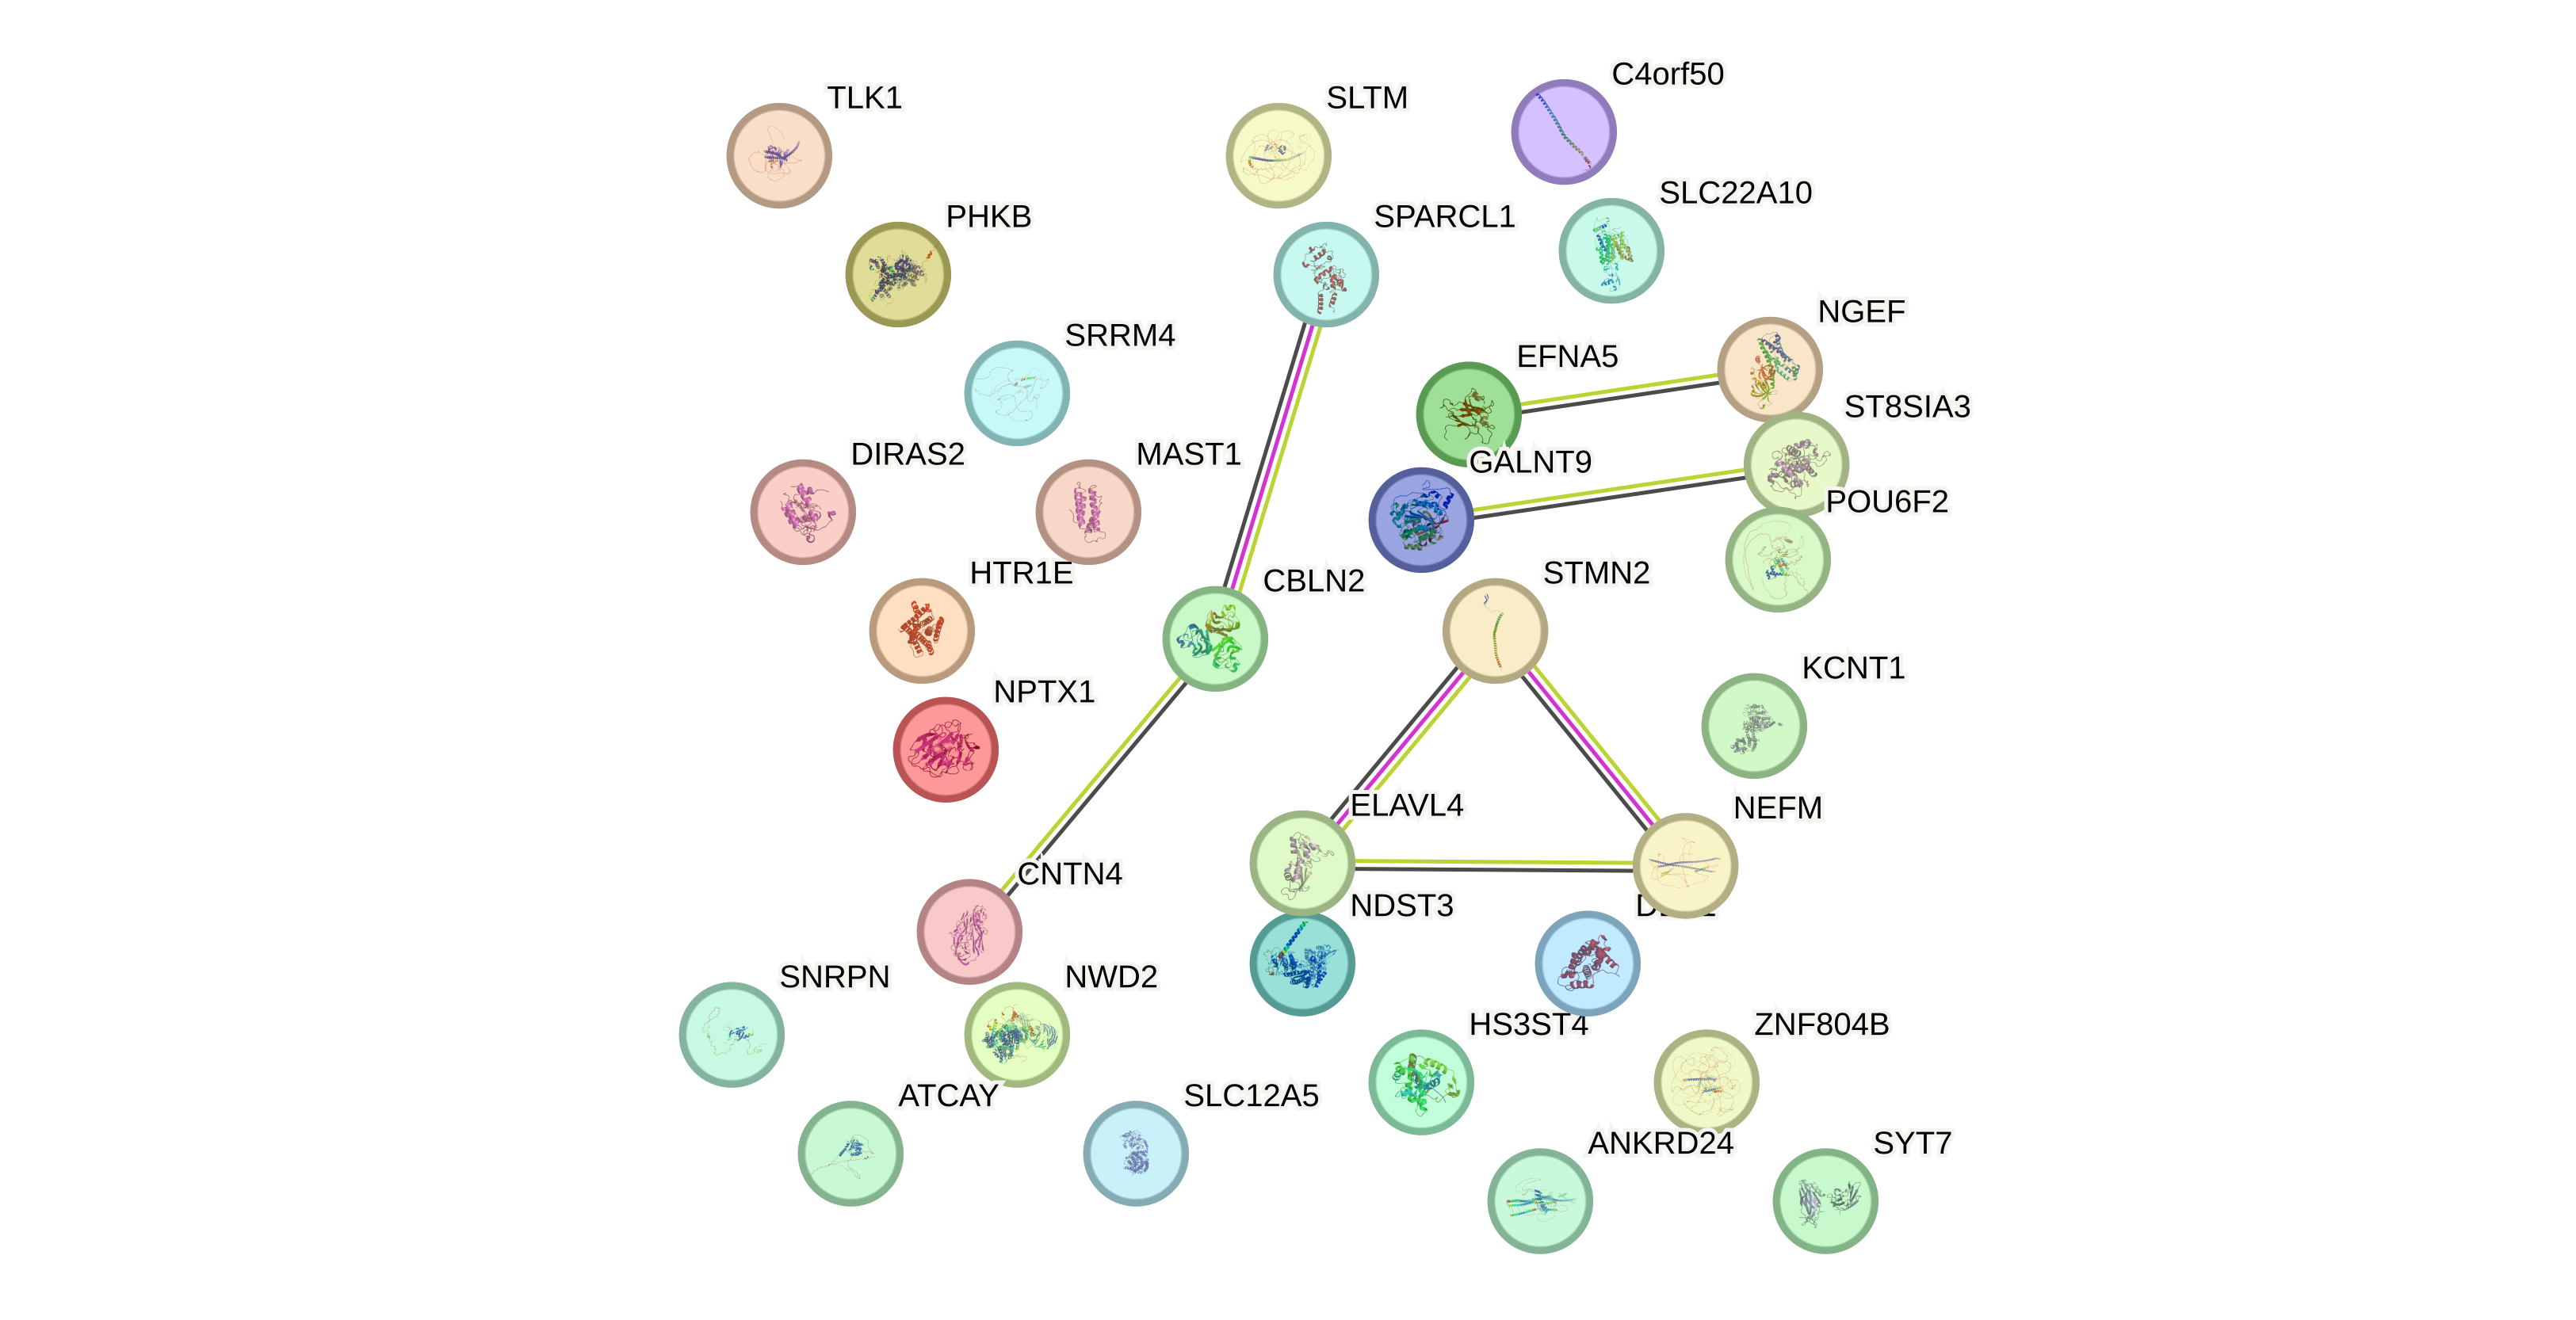 C4orf50
TLK1
SLTM
SLC22A10
PHKB
SPARCL1
NGEF
SRRM4
EFNA5
ST8SIA3
DIRAS2
MAST1
GALNT9
POU6F2
HTR1E
CBLN2
STMN2
KCNT1
NPTX1
ELAVL4
NEFM
CNTN4
NDST3
SNRPN
NWD2
HS3ST4
ZNF804B
ATCAY
SLC12A5
ANKRD24
SYT7